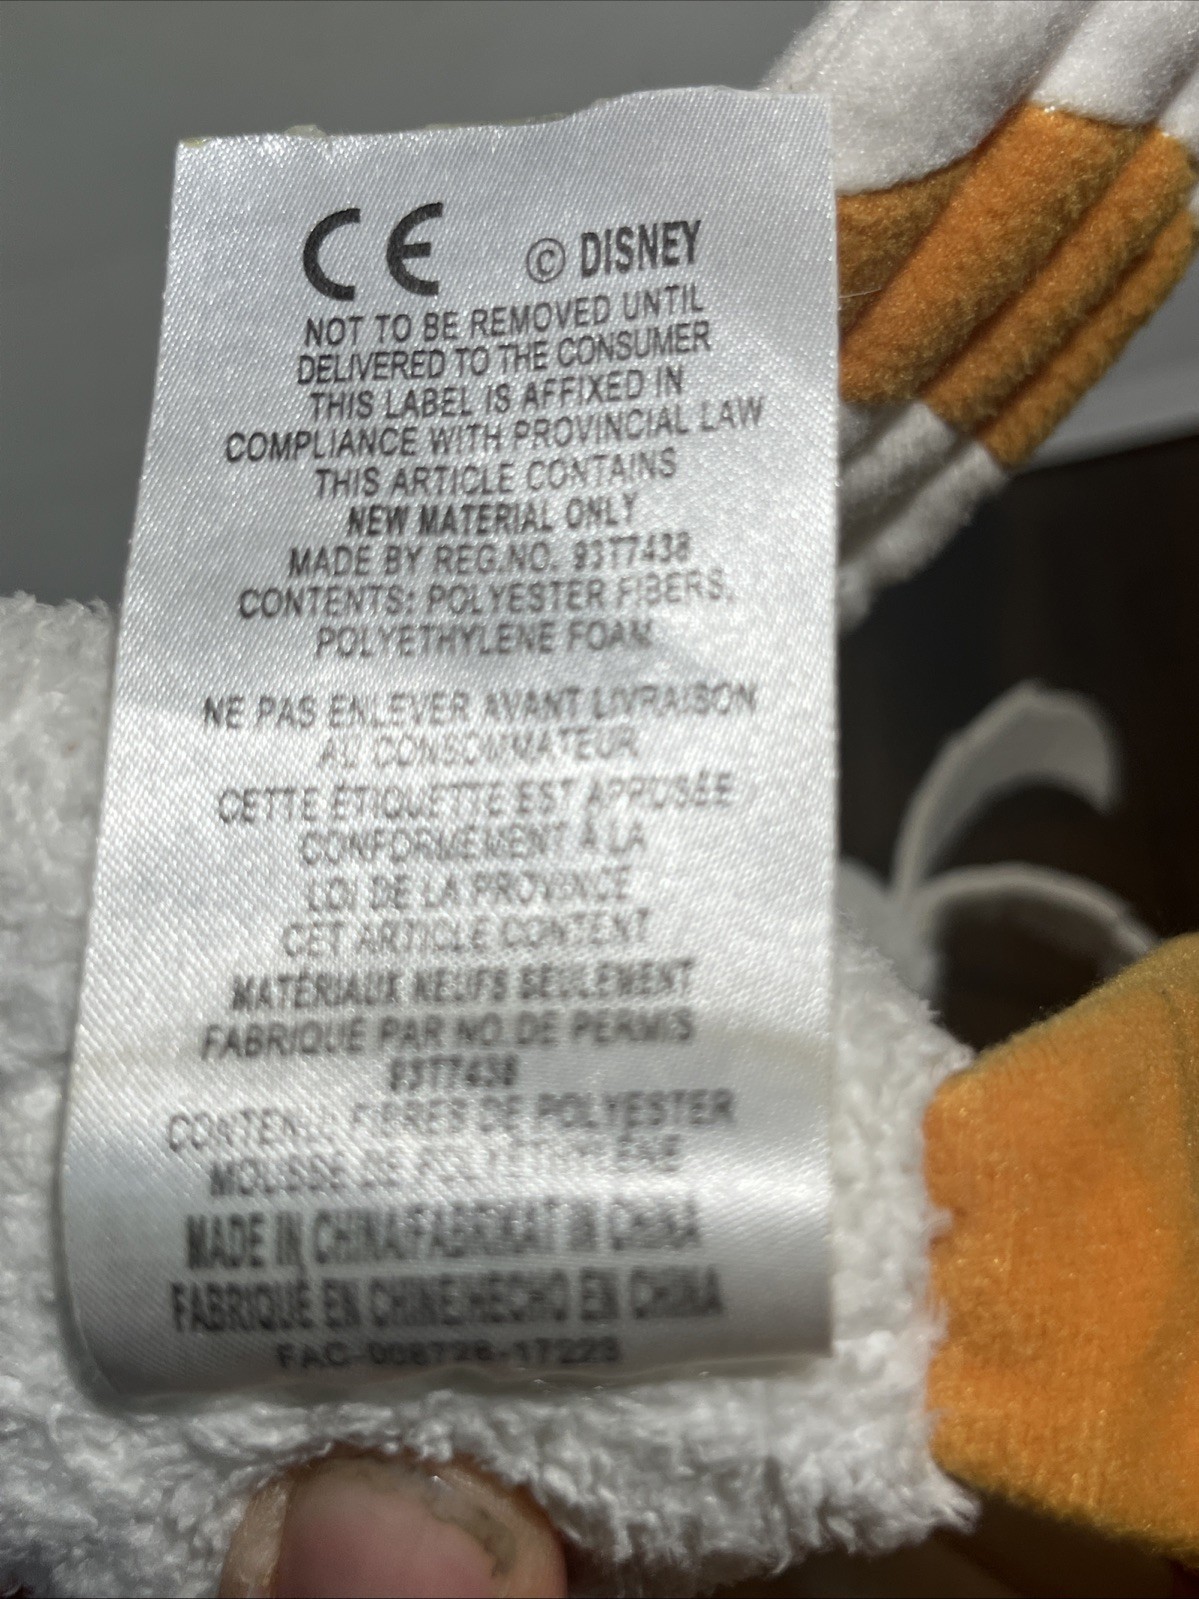 CE © DISNEY
NOT TO BE REMOVED UNTIL
DELIVERED TO THE CONSUMER
THIS LABEL IS AFFIXED IN
COMPLIANCE WITH PROVINCIAL LAW
THIS ARTICLE CONTAINS
NEW MATERIAL ONLY
MADE BY REG.NO. 93T7438
CONTENTS: POLYESTER FIBERS,
POLYETHYLENE FOAM
NE PAS ENLEVER AVANT LIVRAISON
AU CONSOMMATEUR
CETTE ÉTIQUETTE EST APPOSÉE
CONFORMEMENT À LA
LOI DE LA PROVINCE
CET ARTICLE CONTENT
MATÉRIAUX NEUFS SEULEMENT
FABRIQUÉ PAR NO. DE PERMIS
93T7438
FIBRES DE POLYESTER
MOUSSE DE
MADE IN CHINA/FABRIKAT IN CHINA
FABRIQUÉ EN CHINE/HECHO EN CHINA